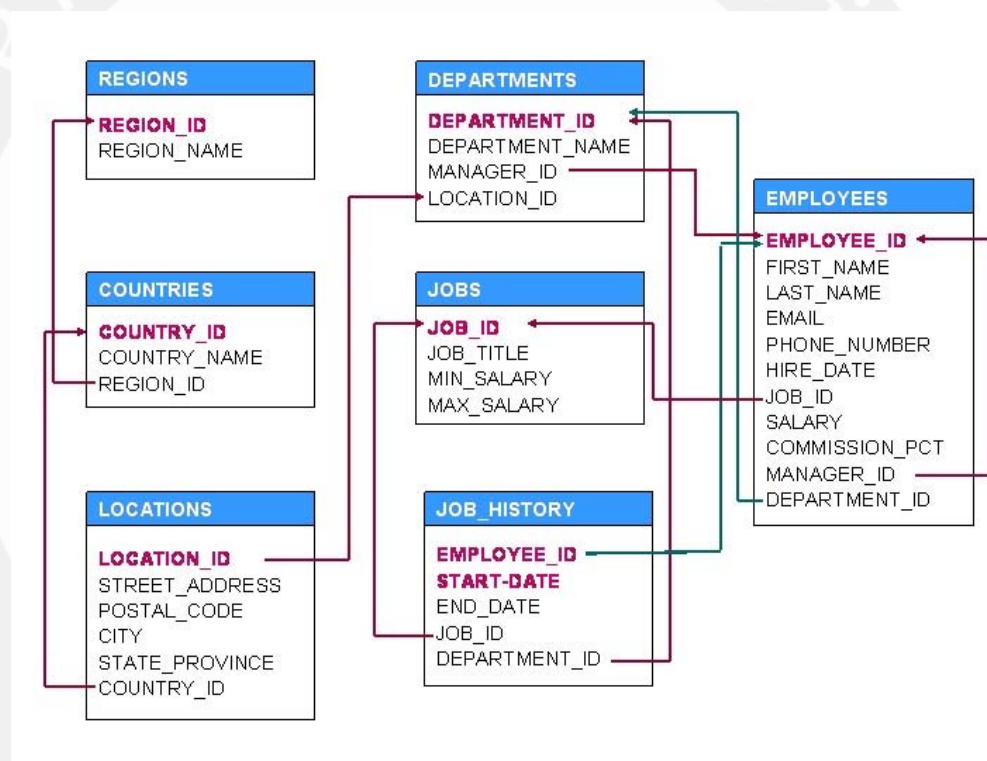 REGIONS
REGION_ID
REGION_NAME
DEPARTMENTS
DEPARTMENT_ID
DEPARTMENT_NAME
MANAGER_ID
LOCATION_ID
EMPLOYEES
EMPLOYEE_ID
FIRST_NAME
LAST_NAME
EMAIL
PHONE_NUMBER
HIRE_DATE
JOB_ID
SALARY
COMMISSION_PCT
MANAGER_ID
DEPARTMENT_ID
COUNTRIES
COUNTRY_ID
COUNTRY_NAME
REGION_ID
JOBS
JOB_ID
JOB_TITLE
MIN_SALARY
MAX_SALARY
LOCATIONS
LOCATION_ID
STREET_ADDRESS
POSTAL_CODE
CITY
STATE_PROVINCE
COUNTRY_ID
JOB_HISTORY
EMPLOYEE_ID
START-DATE
END_DATE
JOB_ID
DEPARTMENT_ID